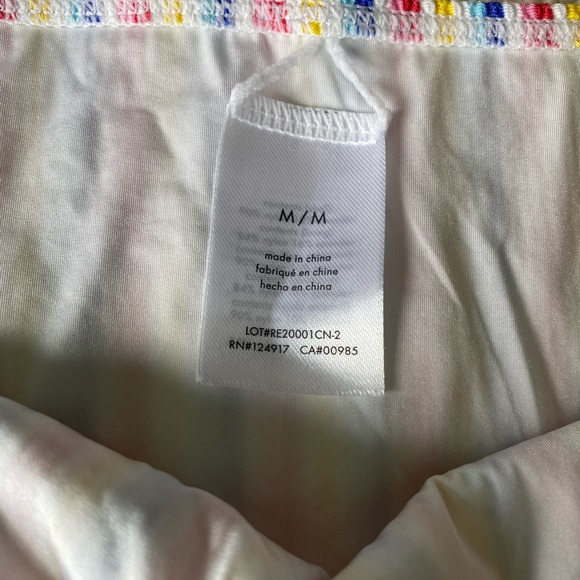 M/M
made in china
fabriqué en chine
hecho en china
LOT#RE20001CN-2
RN#124917 CA#00985